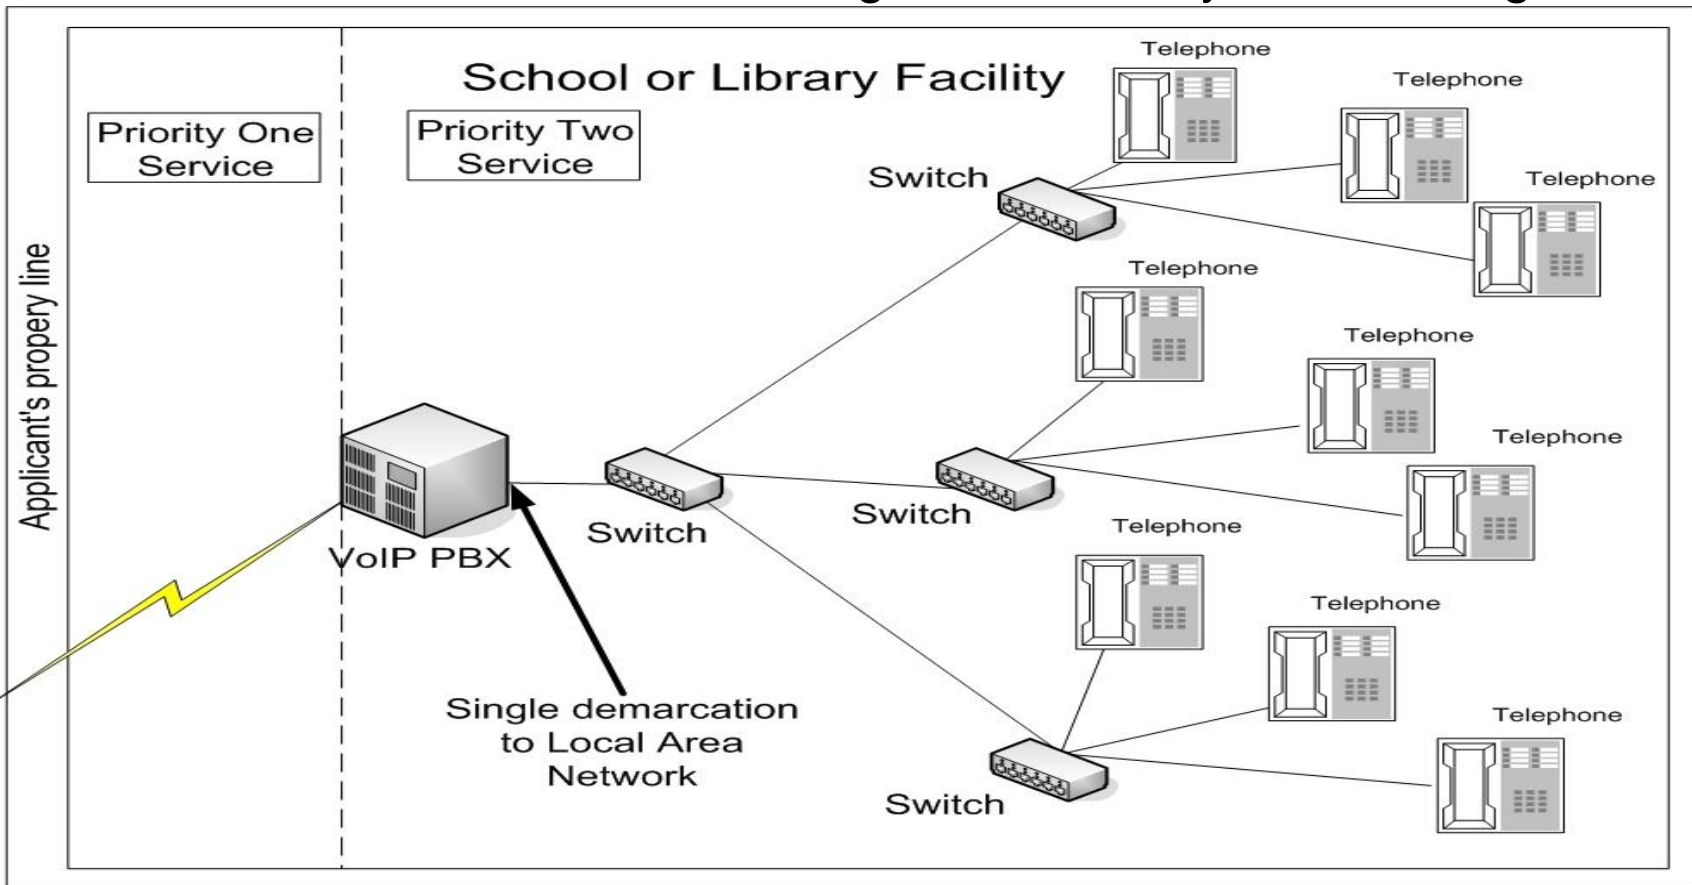 School or Library Facility
Priority One
Service
Priority Two
Service
Applicant's propery line
Telephone
Telephone
Telephone
Switch
Telephone
Telephone
Telephone
Switch
Switch
VoIP PBX
Telephone
Telephone
Telephone
Switch
Single demarcation
to Local Area
Network